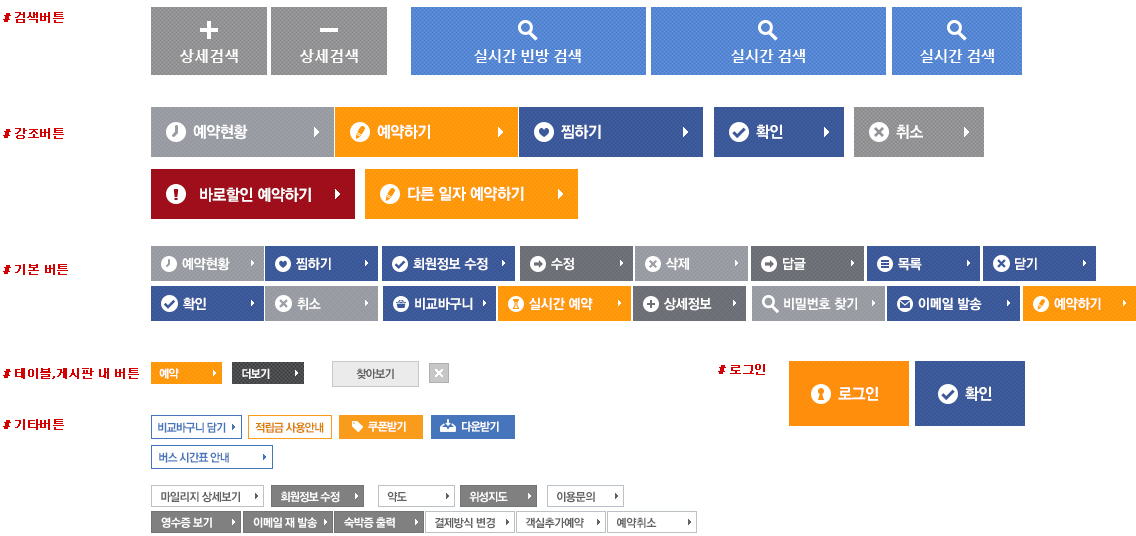 # 검색버튼
상세검색 상세검색 실시간 빈방 검색 실시간 검색 실시간 검색
# 강조버튼
예약현황 예약하기 찜하기 확인 취소
바로할인 예약하기 다른 일자 예약하기
# 기본 버튼
예약현황 찜하기 회원정보 수정 수정 삭제 답글 목록 닫기
확인 취소 비교바구니 실시간 예약 상세정보 비밀번호 찾기 이메일 발송 예약하기
# 테이블,게시판 내 버튼
예약 더보기 찾아보기
# 로그인
로그인 확인
# 기타버튼
비교바구니 담기 적립금 사용안내 쿠폰받기 다운받기
버스 시간표 안내
마일리지 상세보기 회원정보 수정 약도 위성지도 이용문의
영수증 보기 이메일 재 발송 숙박증 출력 결제방식 변경 객실추가예약 예약취소